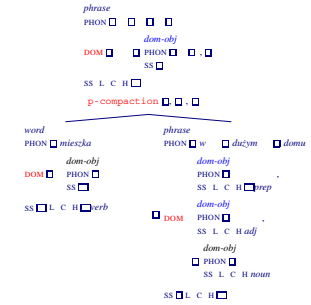 phrase
PHON
dom-obj
DOM PHON , 
SS
SS L C H
p-compaction , ,
word phrase
PHON mieszka PHON w dużym domu
dom-obj dom-obj
DOM PHON PHON ,
SS SS L C H prep
dom-obj
SS L C H verb DOM PHON ,
SS L C H adj
dom-obj
PHON
SS L C H noun
SS L C H